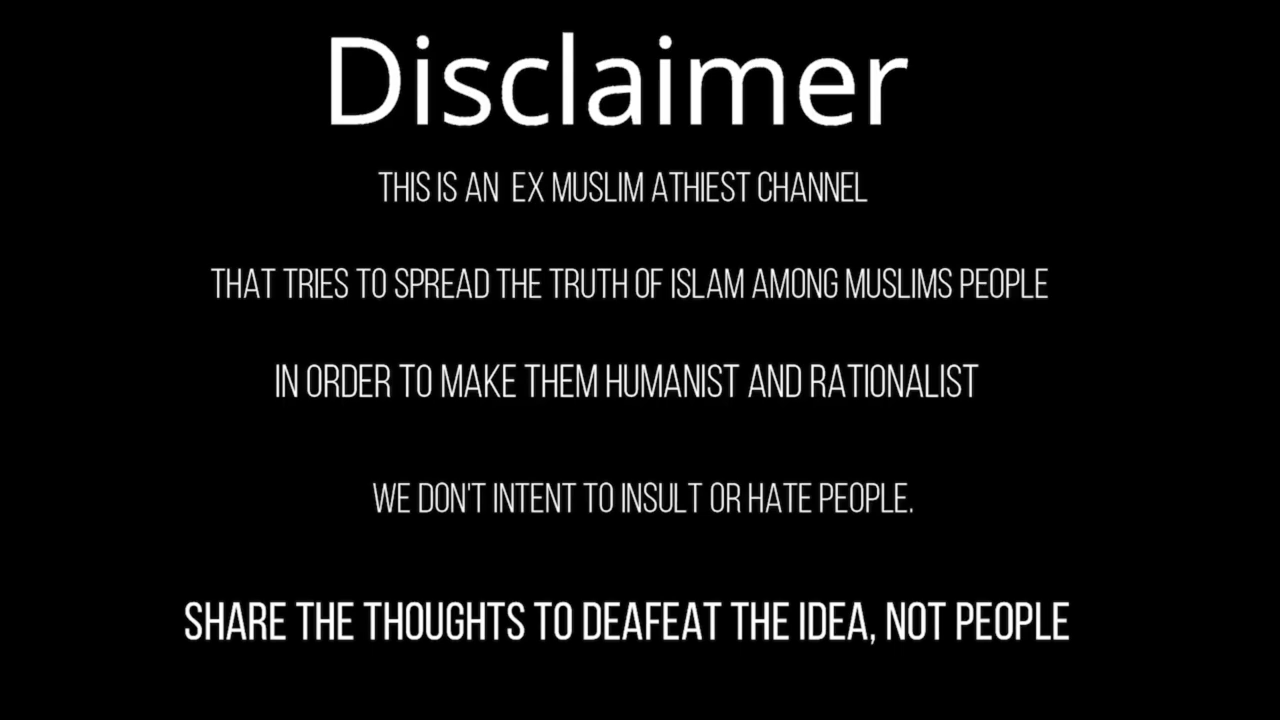 Disclaimer
THIS IS AN EX MUSLIM ATHIEST CHANNEL
THAT TRIES TO SPREAD THE TRUTH OF ISLAM AMONG MUSLIMS PEOPLE
IN ORDER TO MAKE THEM HUMANIST AND RATIONALIST
WE DON'T INTENT TO INSULT OR HATE PEOPLE.
SHARE THE THOUGHTS TO DEAFEAT THE IDEA, NOT PEOPLE